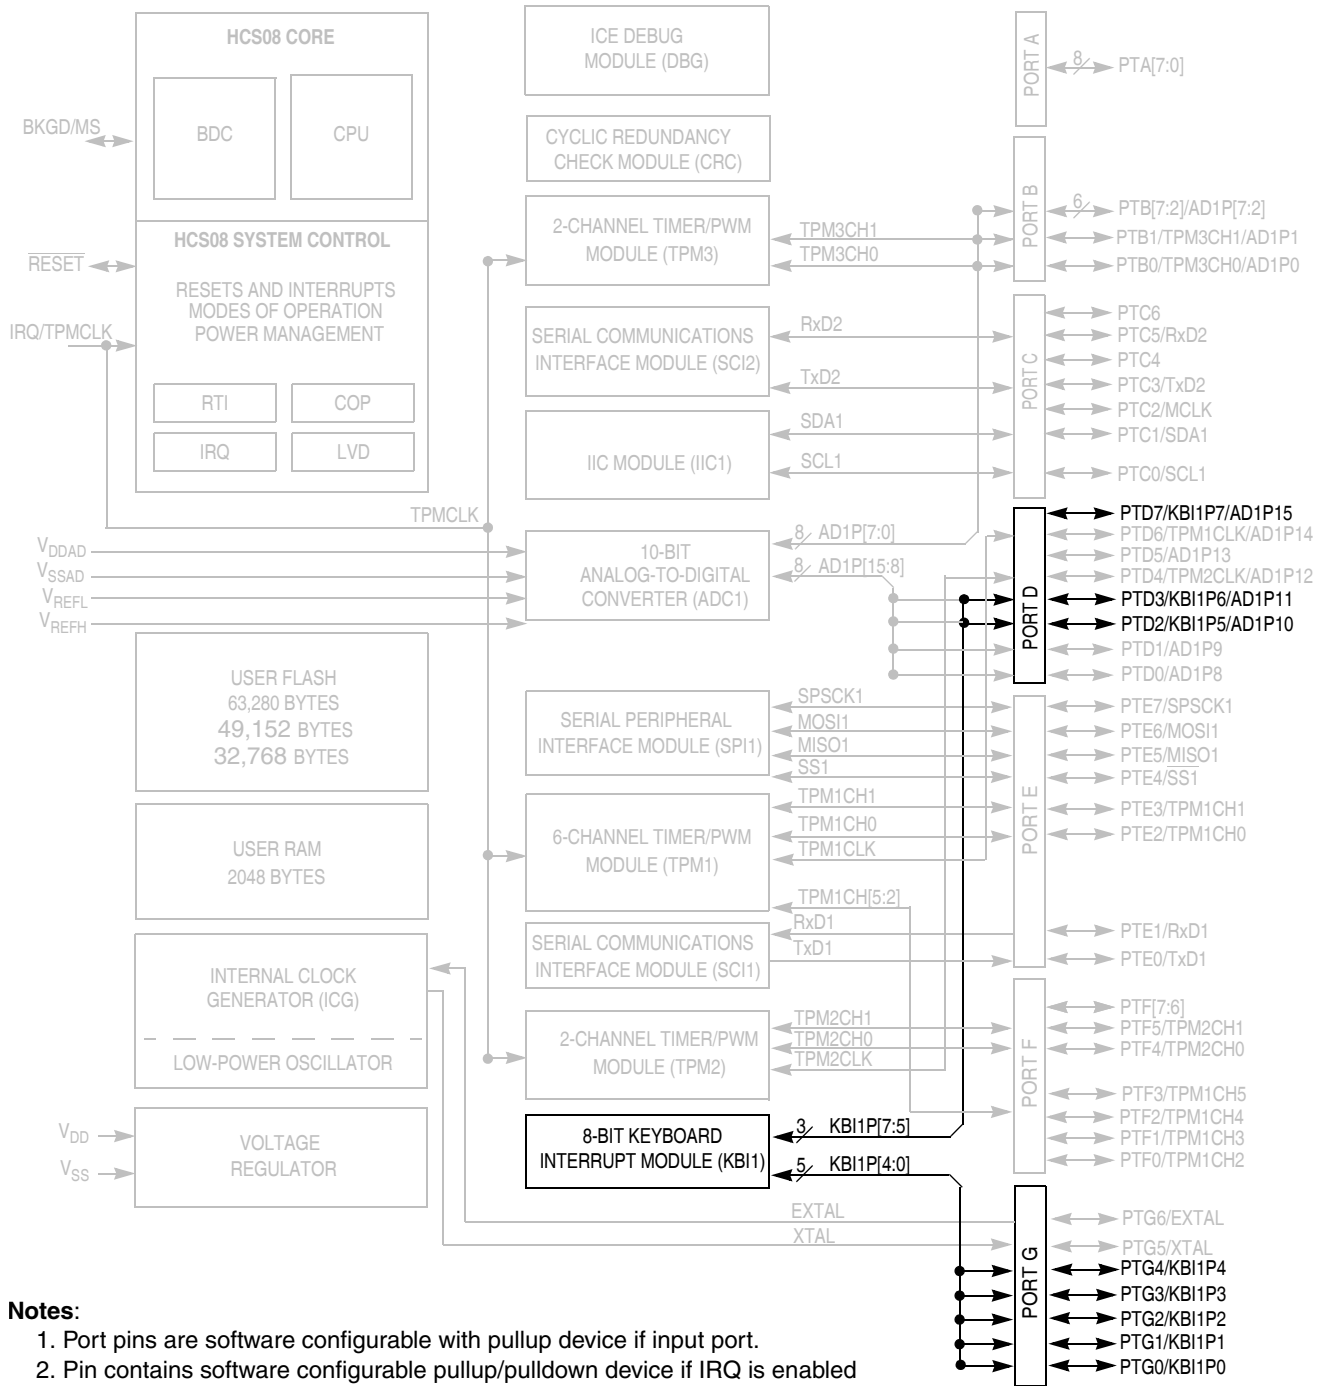 HCS08 CORE
BDC
CPU
BKGD/MS
HCS08 SYSTEM CONTROL
RESET
RESETS AND INTERRUPTS
MODES OF OPERATION
POWER MANAGEMENT
IRQ/TPMCLK
RTI
COP
IRQ
LVD
TPMCLK
VDDAD
VSSAD
VREFL
VREFH
USER FLASH
63,280 BYTES
49,152 BYTES
32,768 BYTES
USER RAM
2048 BYTES
INTERNAL CLOCK
GENERATOR (ICG)
LOW-POWER OSCILLATOR
VDD
VSS
VOLTAGE
REGULATOR
ICE DEBUG
MODULE (DBG)
CYCLIC REDUNDANCY
CHECK MODULE (CRC)
2-CHANNEL TIMER/PWM
MODULE (TPM3)
TPM3CH1
TPM3CH0
SERIAL COMMUNICATIONS
INTERFACE MODULE (SCI2)
RxD2
TxD2
IIC MODULE (IIC1)
SDA1
SCL1
10-BIT
ANALOG-TO-DIGITAL
CONVERTER (ADC1)
8 AD1P[7:0]
8 AD1P[15:8]
SERIAL PERIPHERAL
INTERFACE MODULE (SPI1)
SPSCK1
MOSI1
MISO1
SS1
6-CHANNEL TIMER/PWM
MODULE (TPM1)
TPM1CH1
TPM1CH0
TPM1CLK
TPM1CH[5:2]
SERIAL COMMUNICATIONS
INTERFACE MODULE (SCI1)
RxD1
TxD1
2-CHANNEL TIMER/PWM
MODULE (TPM2)
TPM2CH1
TPM2CH0
TPM2CLK
8-BIT KEYBOARD
INTERRUPT MODULE (KBI1)
3 KBI1P[7:5]
5 KBI1P[4:0]
EXTAL
XTAL
PORT A
8 PTA[7:0]
PORT B
6 PTB[7:2]/AD1P[7:2]
PTB1/TPM3CH1/AD1P1
PTB0/TPM3CH0/AD1P0
PORT C
PTC6
PTC5/RxD2
PTC4
PTC3/TxD2
PTC2/MCLK
PTC1/SDA1
PTC0/SCL1
PORT D
PTD7/KBI1P7/AD1P15
PTD6/TPM1CLK/AD1P14
PTD5/AD1P13
PTD4/TPM2CLK/AD1P12
PTD3/KBI1P6/AD1P11
PTD2/KBI1P5/AD1P10
PTD1/AD1P9
PTD0/AD1P8
PORT E
PTE7/SPSCK1
PTE6/MOSI1
PTE5/MISO1
PTE4/SS1
PTE3/TPM1CH1
PTE2/TPM1CH0
PTE1/RxD1
PTE0/TxD1
PORT F
PTF[7:6]
PTF5/TPM2CH1
PTF4/TPM2CH0
PTF3/TPM1CH5
PTF2/TPM1CH4
PTF1/TPM1CH3
PTF0/TPM1CH2
PORT G
PTG6/EXTAL
PTG5/XTAL
PTG4/KBI1P4
PTG3/KBI1P3
PTG2/KBI1P2
PTG1/KBI1P1
PTG0/KBI1P0
Notes:
1. Port pins are software configurable with pullup device if input port.
2. Pin contains software configurable pullup/pulldown device if IRQ is enabled